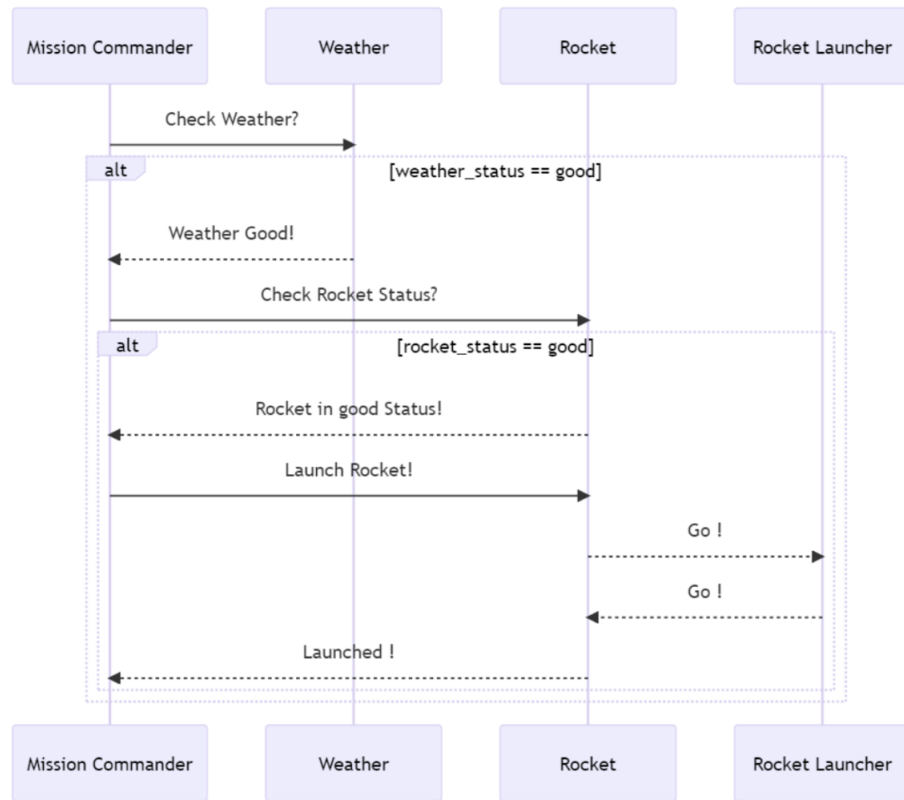 Mission Commander
Weather
Rocket
Rocket Launcher
Check Weather?
alt
[weather_status == good]
Weather Good!
Check Rocket Status?
alt
[rocket_status == good]
Rocket in good Status!
Launch Rocket!
Go !
Go !
Launched !
Mission Commander
Weather
Rocket
Rocket Launcher